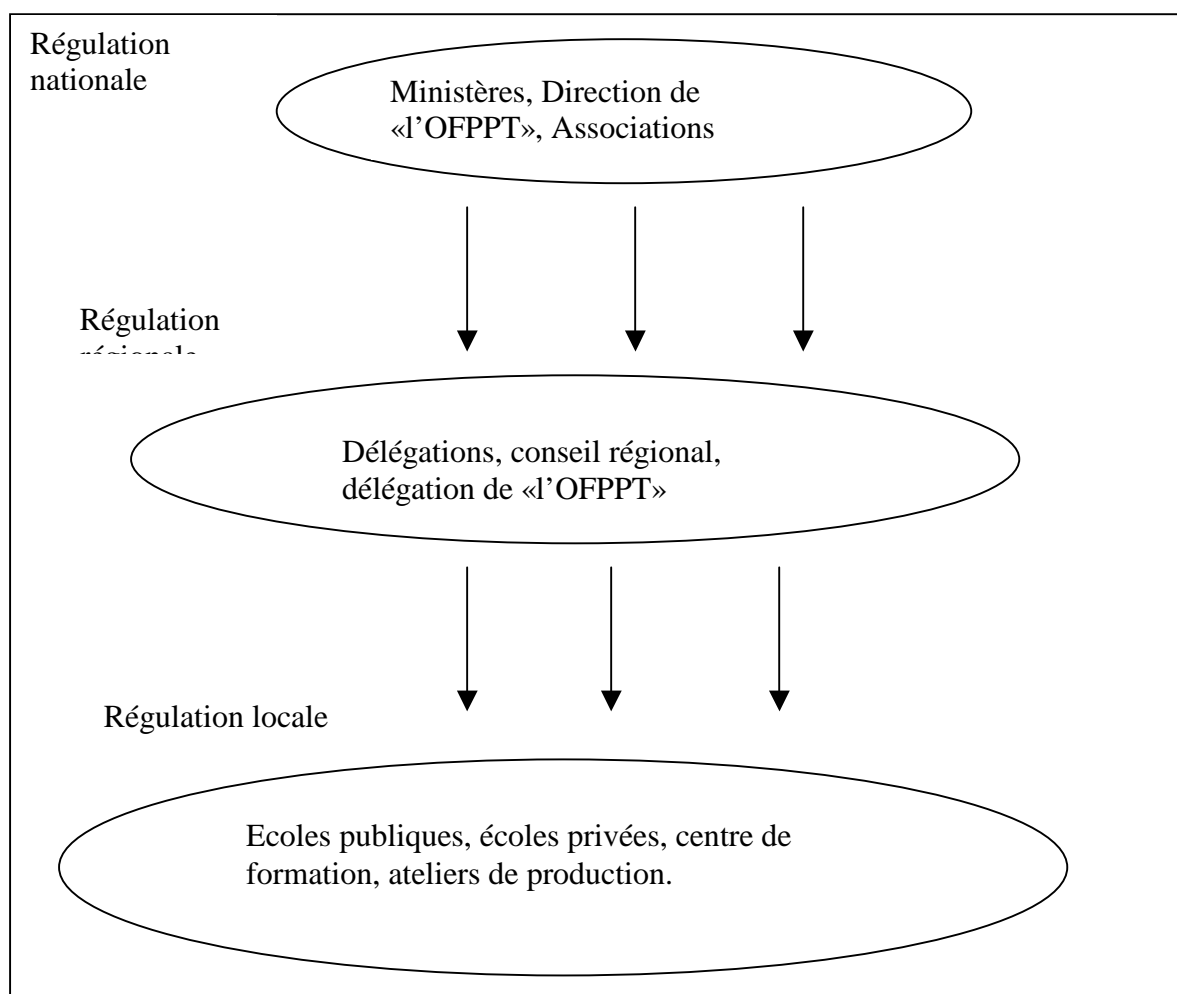 Régulation
nationale
Ministères, Direction de
«l’OFPPT», Associations
Régulation
régionale
Délégations, conseil régional,
délégation de «l’OFPPT»
Régulation locale
Ecoles publiques, écoles privées, centre de
formation, ateliers de production.